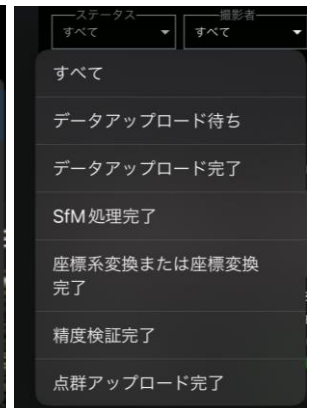 ステータス
撮影者
すべて
すべて
すべて
データアップロード待ち
データアップロード完了
SfM処理完了
座標系変換または座標変換
完了
精度検証完了
点群アップロード完了